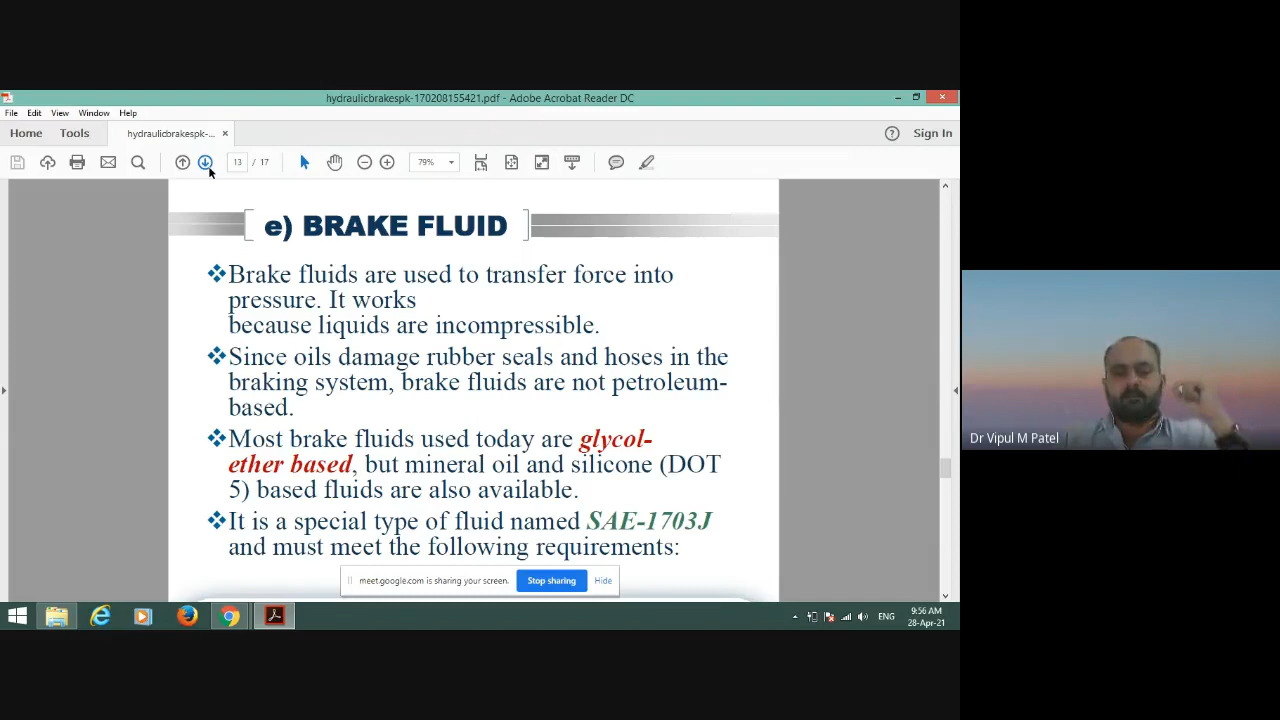 hydraulicbrakespk-170208155421.pdf - Adobe Acrobat Reader DC
File Edit View Window Help
Home Tools hydraulicbrakespk-... × Sign In
13 / 17 79%
e) BRAKE FLUID
Brake fluids are used to transfer force into
pressure. It works
because liquids are incompressible.
Since oils damage rubber seals and hoses in the
braking system, brake fluids are not petroleum-
based.
Most brake fluids used today are glycol-
ether based, but mineral oil and silicone (DOT
5) based fluids are also available.
It is a special type of fluid named SAE-1703J
and must meet the following requirements:
meet.google.com is sharing your screen. Stop sharing Hide
Dr Vipul M Patel
ENG
9:56 AM
28-Apr-21